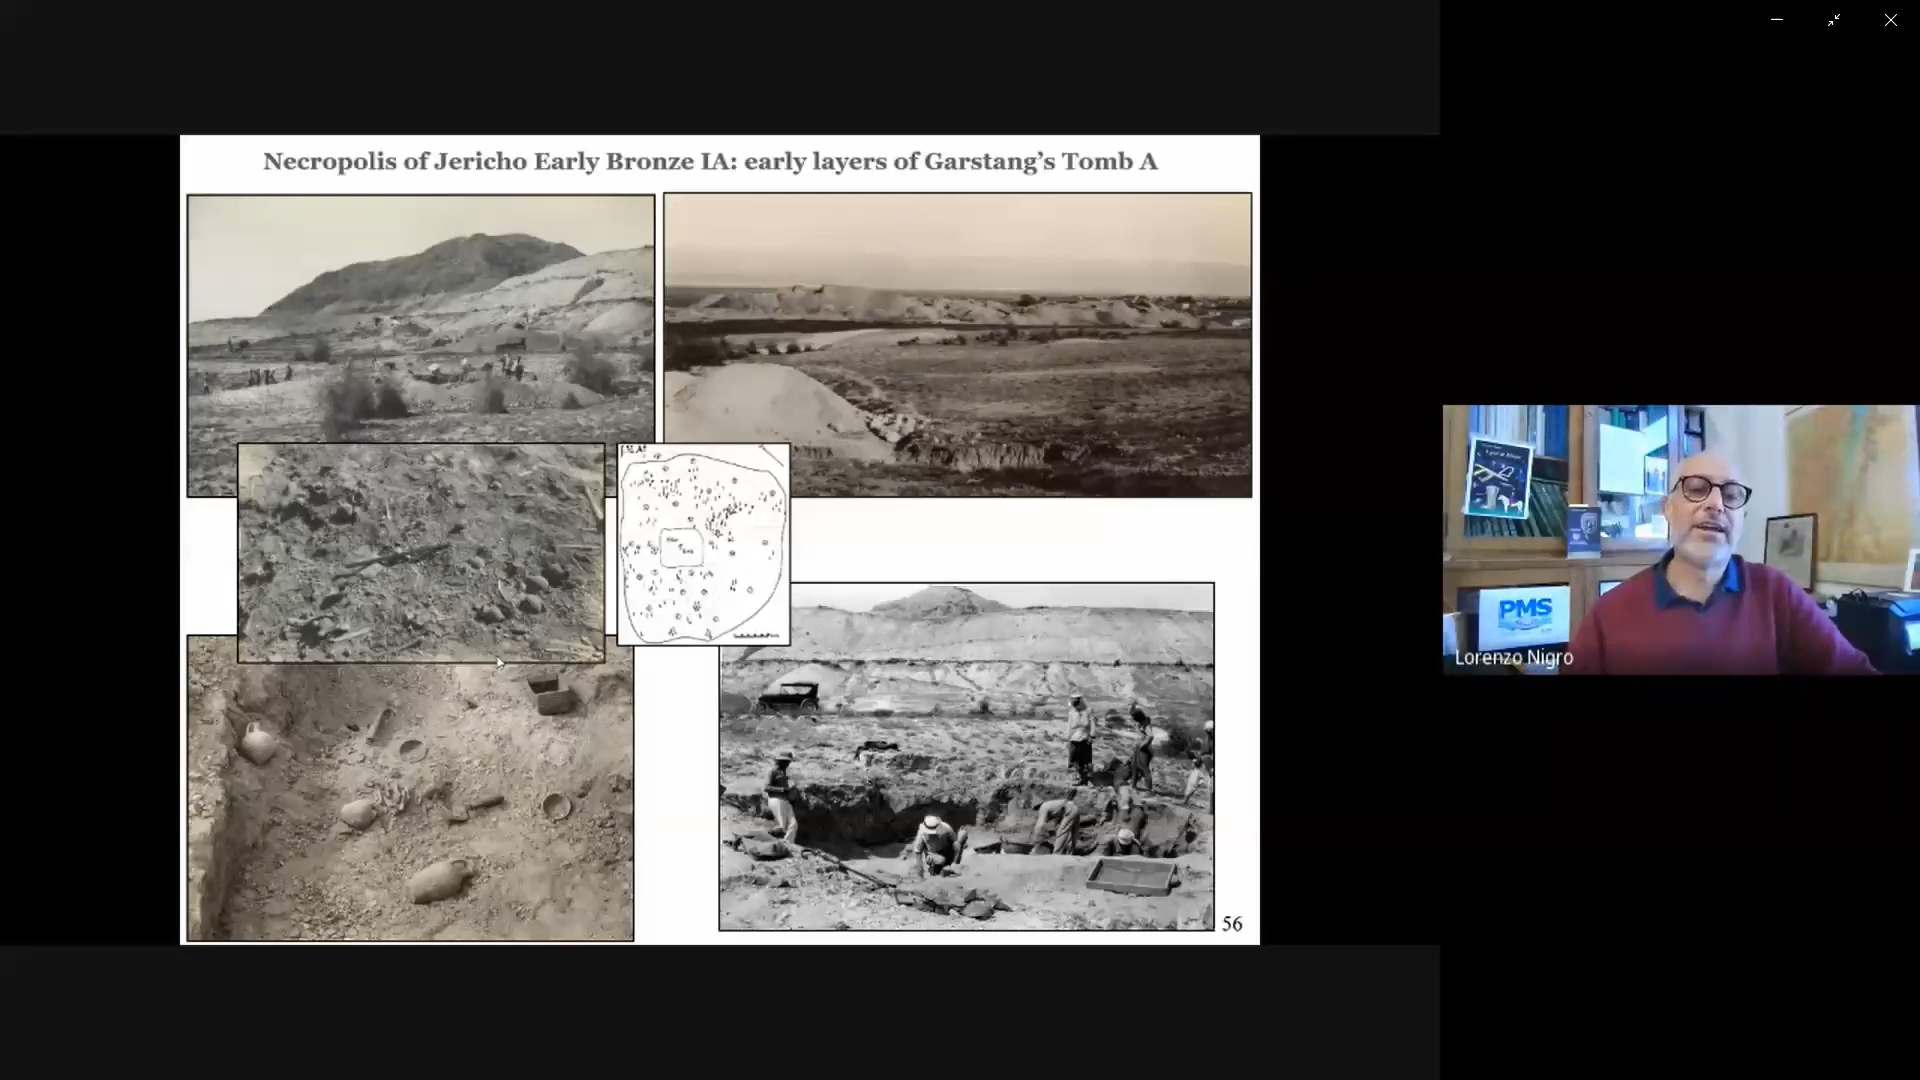 Necropolis of Jericho Early Bronze IA: early layers of Garstang's Tomb A
56
PMS
Lorenzo Nigro